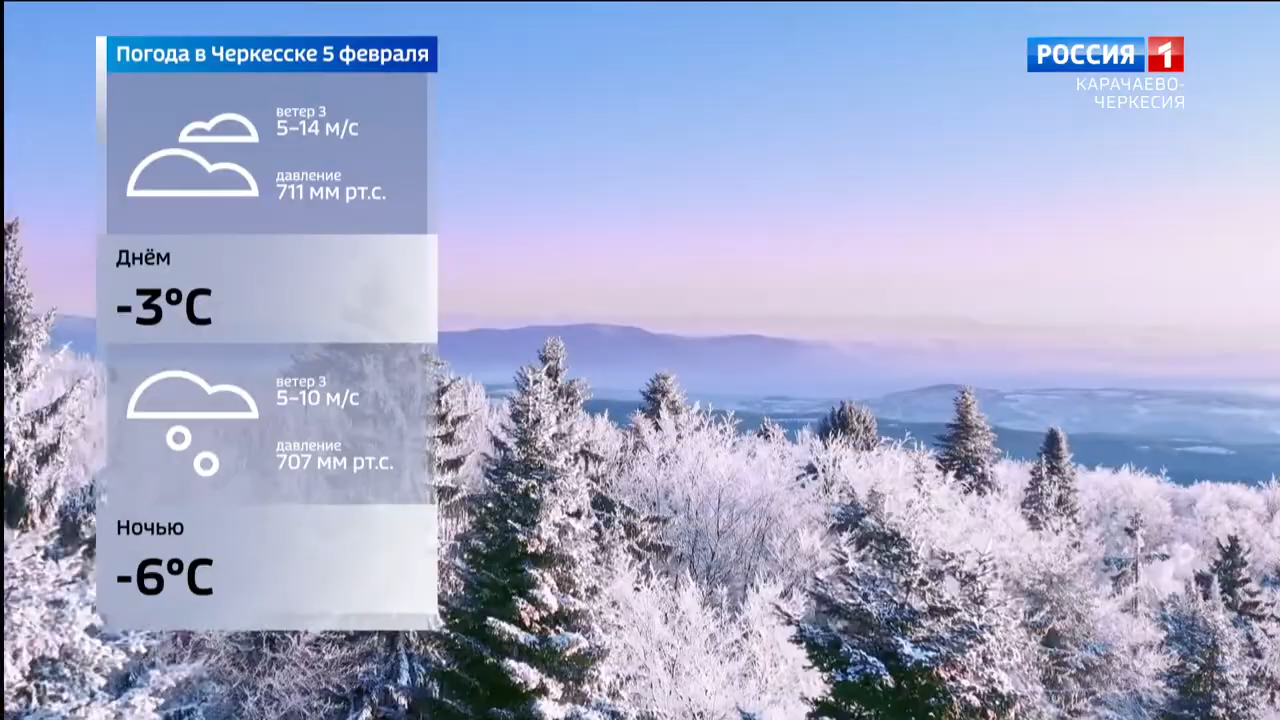 Погода в Черкесске 5 февраля
РОССИЯ 1
КАРАЧАЕВО-
ЧЕРКЕСИЯ
ветер З
5–14 м/с
давление
711 мм рт.с.
Днём
-3°C
ветер З
5–10 м/с
давление
707 мм рт.с.
Ночью
-6°C